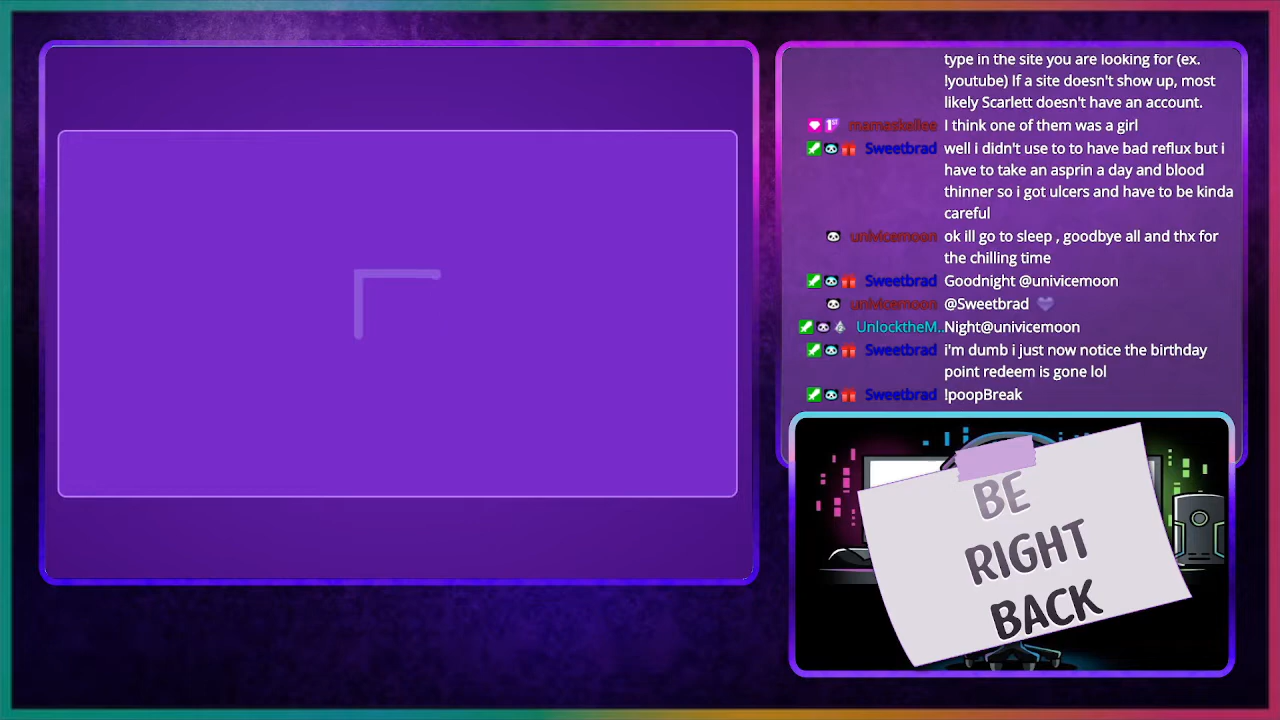 type in the site you are looking for (ex.
!youtube) If a site doesn't show up, most
likely Scarlett doesn't have an account.
mamaskellee I think one of them was a girl
Sweetbrad well i didn't use to to have bad reflux but i
have to take an asprin a day and blood
thinner so i got ulcers and have to be kinda
careful
univicemoon ok ill go to sleep , goodbye all and thx for
the chilling time
Sweetbrad Goodnight @univicemoon
univicemoon @Sweetbrad
UnlocktheM.. Night@univicemoon
Sweetbrad i'm dumb i just now notice the birthday
point redeem is gone lol
Sweetbrad !poopBreak
BE
RIGHT
BACK